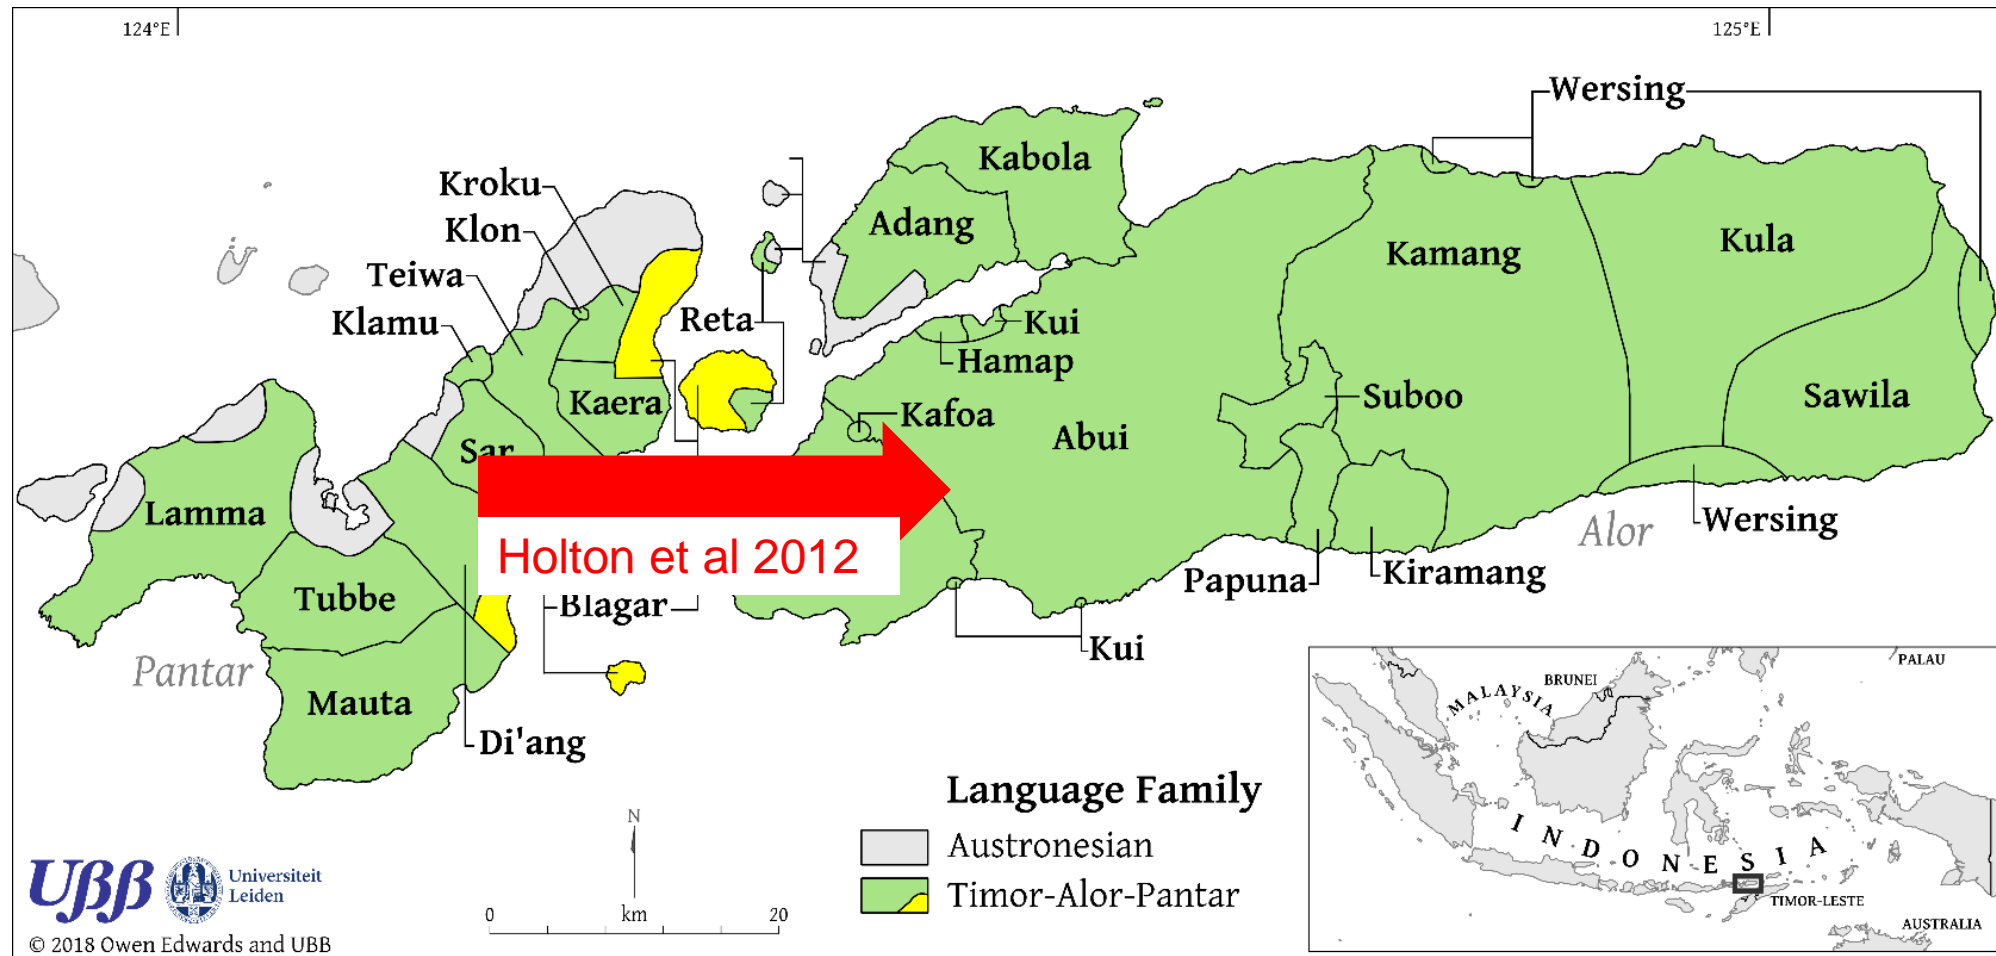 124°E
125°E
Wersing
Kabola
Kroku
Adang
Klon
Kula
Kamang
Teiwa
Klamu
Reta
Kui
Hamap
Kaera
Suboo
Sawila
Kafoa
Abui
Sar
Lamma
Wersing
Alor
Holton et al 2012
Papuna
Kiramang
Tubbe
Blagar
Kui
Pantar
Mauta
Di'ang
PALAU
BRUNEI
MALAYSIA
INDONESIA
TIMOR-LESTE
AUSTRALIA
Language Family
Austronesian
Timor-Alor-Pantar
N
0 km 20
UBB
Universiteit
Leiden
© 2018 Owen Edwards and UBB